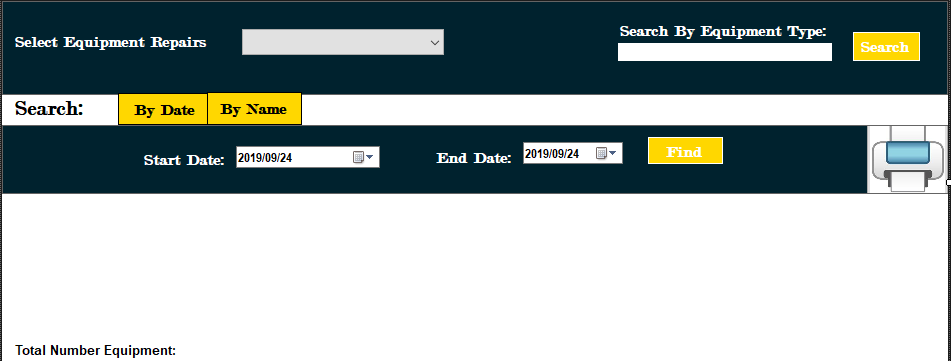 Select Equipment Repairs
Search By Equipment Type:
Search
Search:
By Date
By Name
Start Date:
2019/09/24
End Date:
2019/09/24
Find
Total Number Equipment: